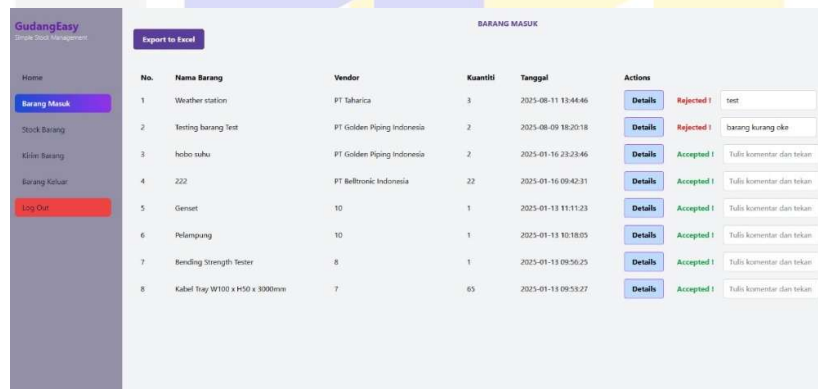 GudangEasy
Simple Stock Management
BARANG MASUK
Export to Excel
Home
Barang Masuk
Stock Barang
Kirim Barang
Barang Keluar
Log Out
No. Nama Barang Vendor Kuantiti Tanggal Actions
1 Weather station PT Taharica 3 2025-08-11 13:44:46 Details Rejected ! test
2 Testing barang Test PT Golden Piping Indonesia 2 2025-08-09 18:20:18 Details Rejected ! barang kurang oke
3 hobo suhu PT Golden Piping Indonesia 2 2025-01-16 23:23:46 Details Accepted ! Tulis komentar dan tekan
4 222 PT Belltronic Indonesia 22 2025-01-16 09:42:31 Details Accepted ! Tulis komentar dan tekan
5 Genset 10 1 2025-01-13 11:11:23 Details Accepted ! Tulis komentar dan tekan
6 Pelampung 10 1 2025-01-13 10:18:05 Details Accepted ! Tulis komentar dan tekan
7 Bending Strength Tester 8 1 2025-01-13 09:56:25 Details Accepted ! Tulis komentar dan tekan
8 Kabel Tray W100 x H50 x 3000mm 7 65 2025-01-13 09:53:27 Details Accepted ! Tulis komentar dan tekan